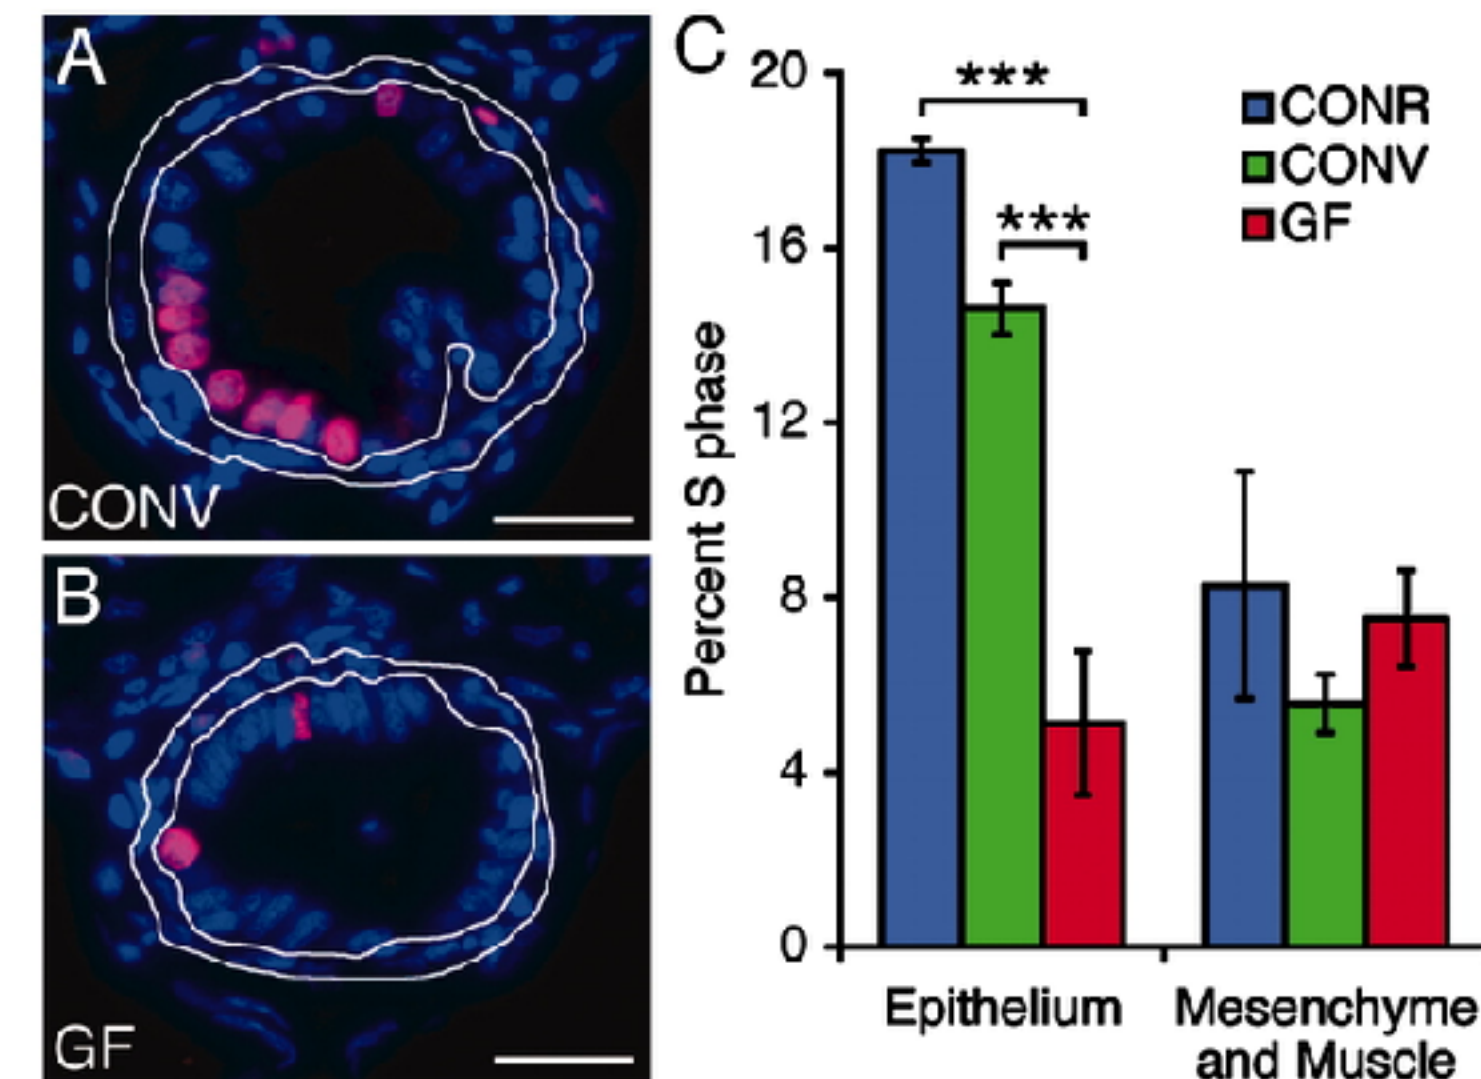 A
CONV
B
GF
C
20
16
12
8
4
0
Percent S phase
***
***
CONR
CONV
GF
Epithelium
Mesenchyme
and Muscle